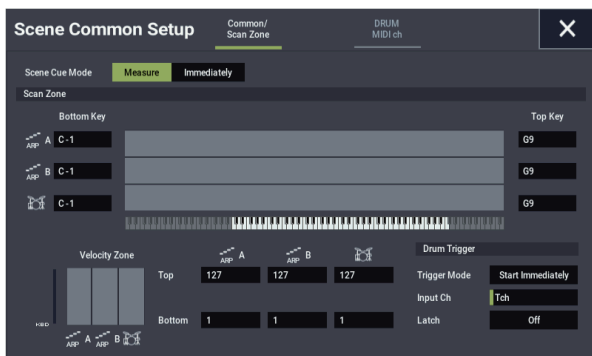 Scene Common Setup
Common/
Scan Zone
DRUM
MIDI ch
Scene Cue Mode
Measure
Immediately
Scan Zone
Bottom Key
Top Key
ARP A C-1 G9
ARP B C-1 G9
C-1 G9
Velocity Zone
ARP A
ARP B
Drum Trigger
Top 127 127 127
Trigger Mode Start Immediately
Input Ch Tch
Bottom 1 1 1
Latch Off
KBD
ARP A ARP B